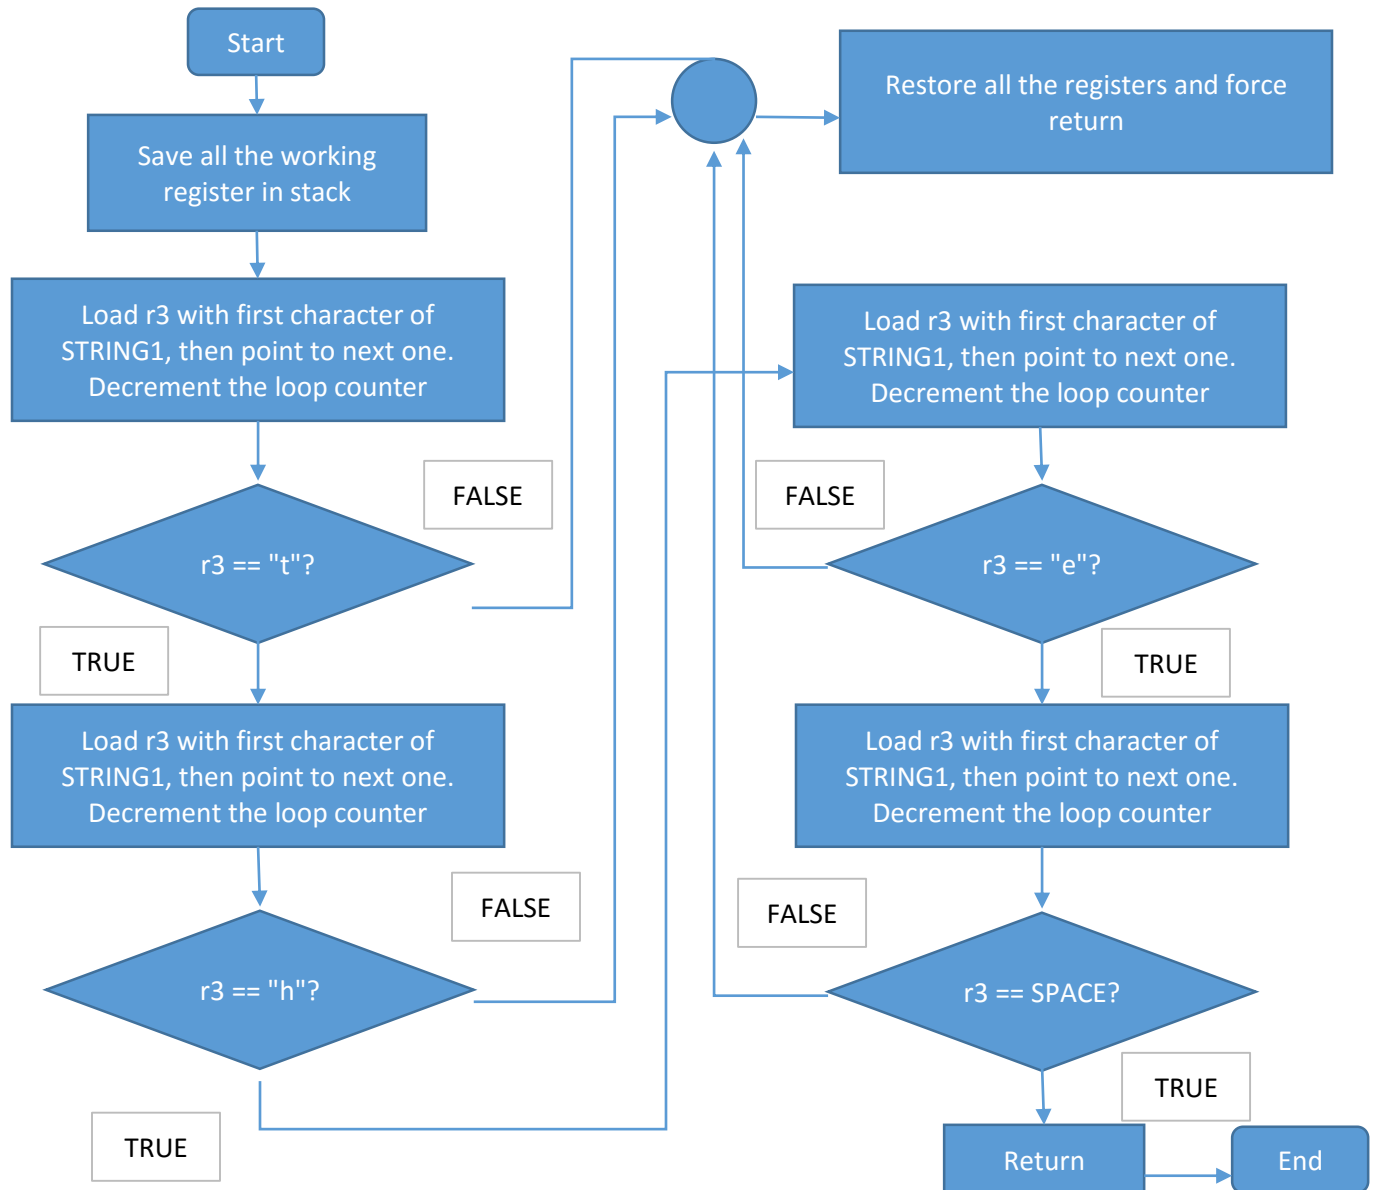 Start
Save all the working
register in stack
Load r3 with first character of
STRING1, then point to next one.
Decrement the loop counter
FALSE
r3 == "t"?
TRUE
Load r3 with first character of
STRING1, then point to next one.
Decrement the loop counter
FALSE
r3 == "h"?
TRUE
Restore all the registers and force
return
Load r3 with first character of
STRING1, then point to next one.
Decrement the loop counter
FALSE
r3 == "e"?
TRUE
Load r3 with first character of
STRING1, then point to next one.
Decrement the loop counter
FALSE
r3 == SPACE?
TRUE
Return
End